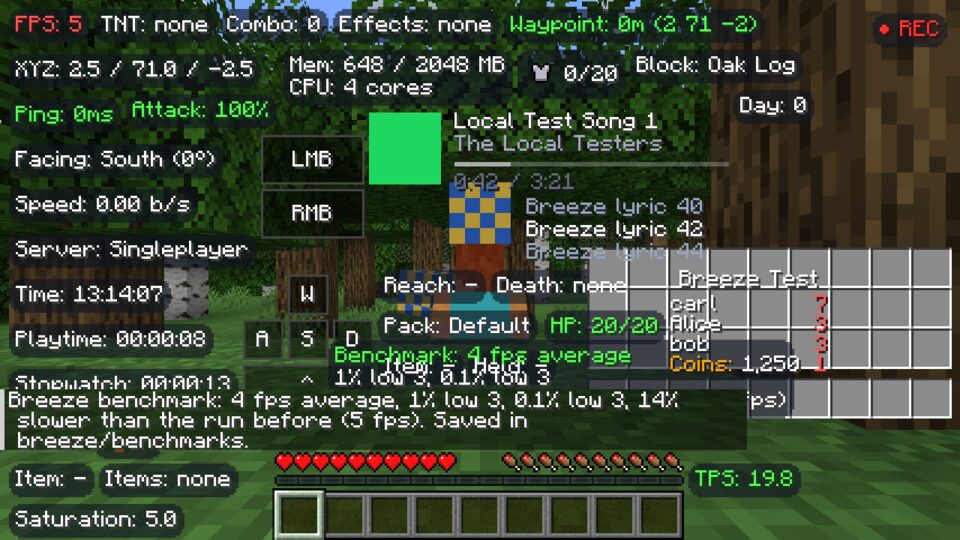 FPS: 5 TNT: none Combo: 0 Effects: none Waypoint: 0m (2 71 -2)
REC
XYZ: 2.5 / 71.0 / -2.5
Mem: 648 / 2048 MB
CPU: 4 cores
0/20
Block: Oak Log
Day: 0
Ping: 0ms
Attack: 100%
Local Test Song 1
The Local Testers
0:42 / 3:21
Facing: South (0°)
LMB
Speed: 0.00 b/s
RMB
Breeze lyric 40
Breeze lyric 42
Breeze lyric 44
Server: Singleplayer
Time: 13:14:07
W
Reach: - Death: none
Breeze Test
carl 7
Alice 3
bob 3
Coins: 1,250 1
Playtime: 00:00:08
A S D
Pack: Default HP: 20/20
Benchmark: 4 fps average
Item: - Held: -
1% low 3, 0.1% low 3
Stopwatch: 00:00:13
Breeze benchmark: 4 fps average, 1% low 3, 0.1% low 3, 14%
slower than the run before (5 fps). Saved in
breeze/benchmarks.
fps)
Item: - Items: none
TPS: 19.8
Saturation: 5.0